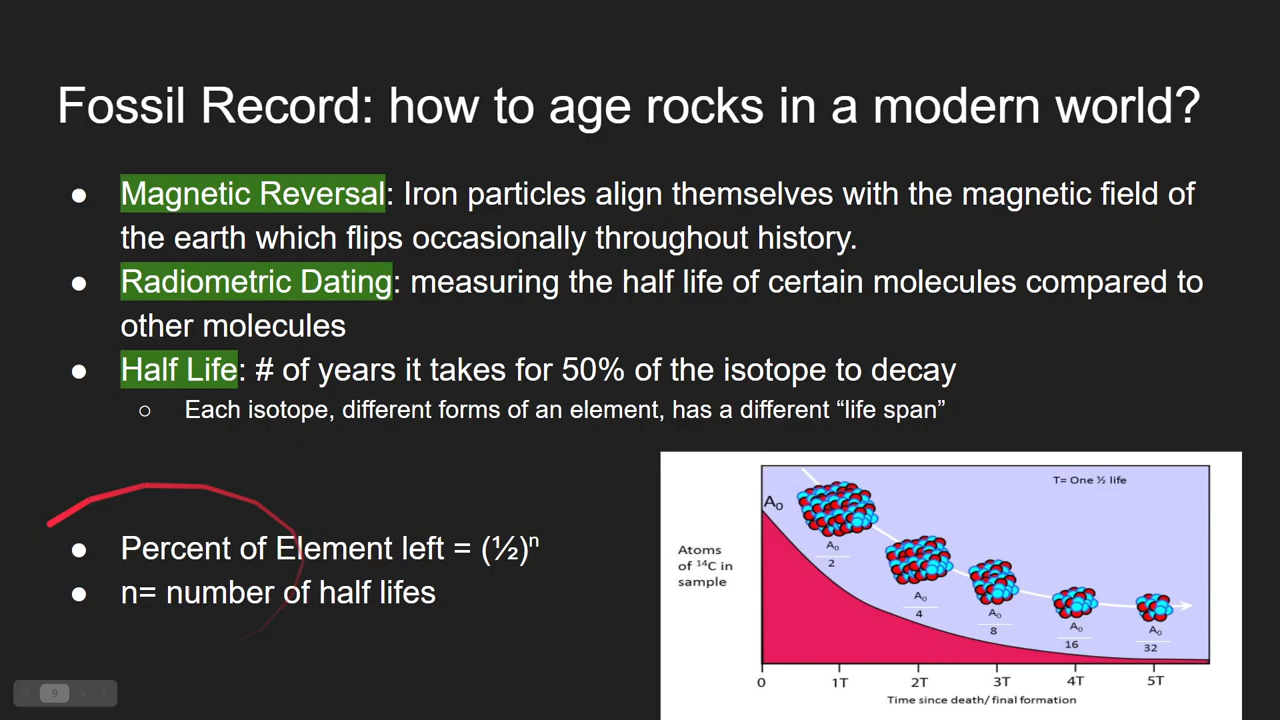 Fossil Record: how to age rocks in a modern world?
● Magnetic Reversal: Iron particles align themselves with the magnetic field of
the earth which flips occasionally throughout history.
● Radiometric Dating: measuring the half life of certain molecules compared to
other molecules
● Half Life: # of years it takes for 50% of the isotope to decay
○ Each isotope, different forms of an element, has a different “life span”
● Percent of Element left = (½)ⁿ
● n= number of half lifes
T= One ½ life
A₀
Atoms
of ¹⁴C in
sample
A₀
2
A₀
4
A₀
8
A₀
16
A₀
32
0 1T 2T 3T 4T 5T
Time since death/ final formation
9